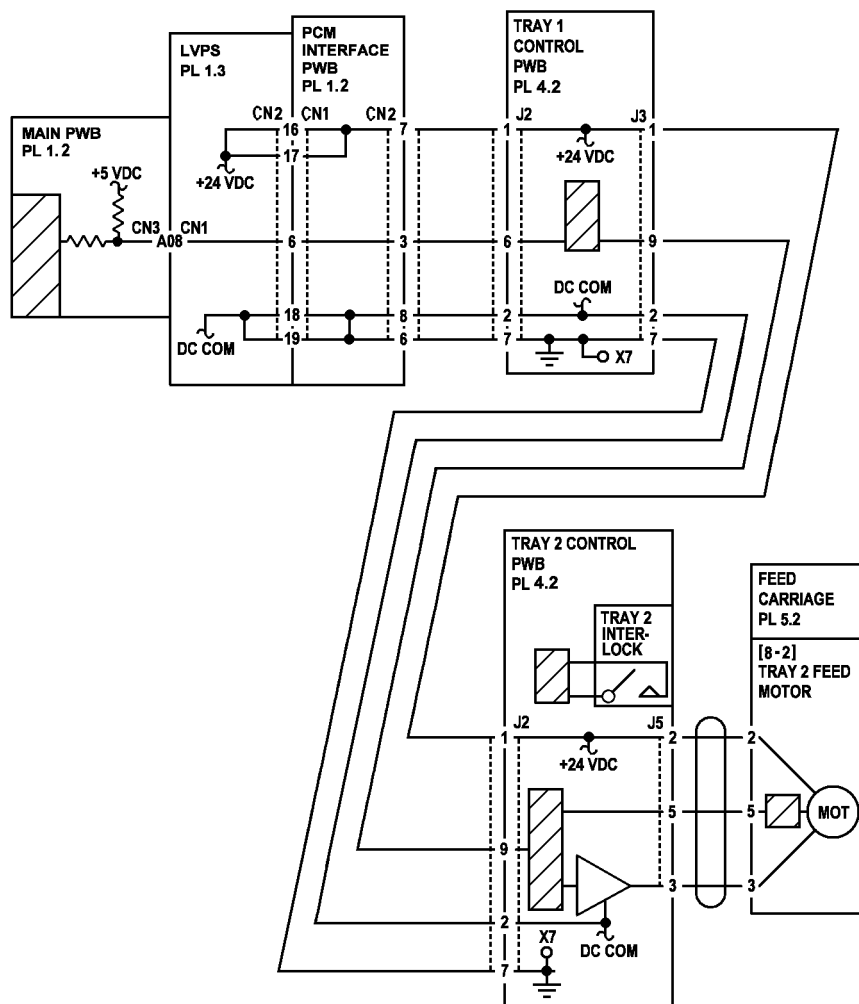 LVPS
PL 1.3
PCM
INTERFACE
PWB
PL 1.2
TRAY 1
CONTROL
PWB
PL 4.2
MAIN PWB
PL 1.2
+5 VDC
CN3
A08
CN1
CN2
16
CN1
CN2
7
17
+24 VDC
6
3
18
8
19
6
DC COM
J2
J3
1
1
+24 VDC
6
9
DC COM
2
2
7
7
X7
TRAY 2 CONTROL
PWB
PL 4.2
TRAY 2
INTER-
LOCK
FEED
CARRIAGE
PL 5.2
[8-2]
TRAY 2 FEED
MOTOR
1
J2
J5
2
2
+24 VDC
5
5
MOT
9
3
3
2
DC COM
X7
7